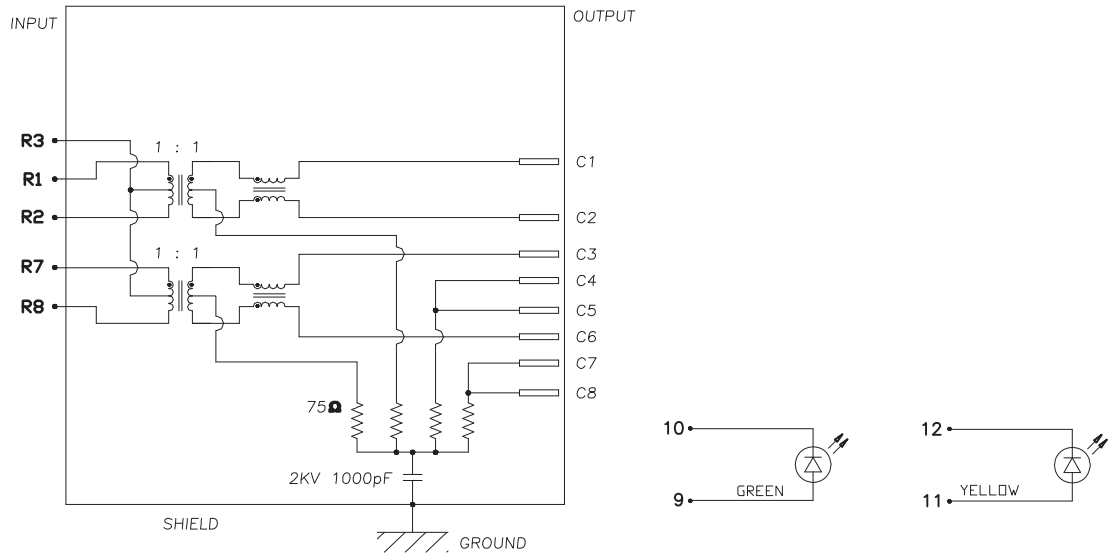 INPUT
OUTPUT
R3
1 : 1
C1
R1
R2
C2
1 : 1
C3
R7
C4
R8
C5
C6
C7
C8
75Ω
2KV 1000pF
SHIELD
GROUND
10
9
GREEN
12
11
YELLOW